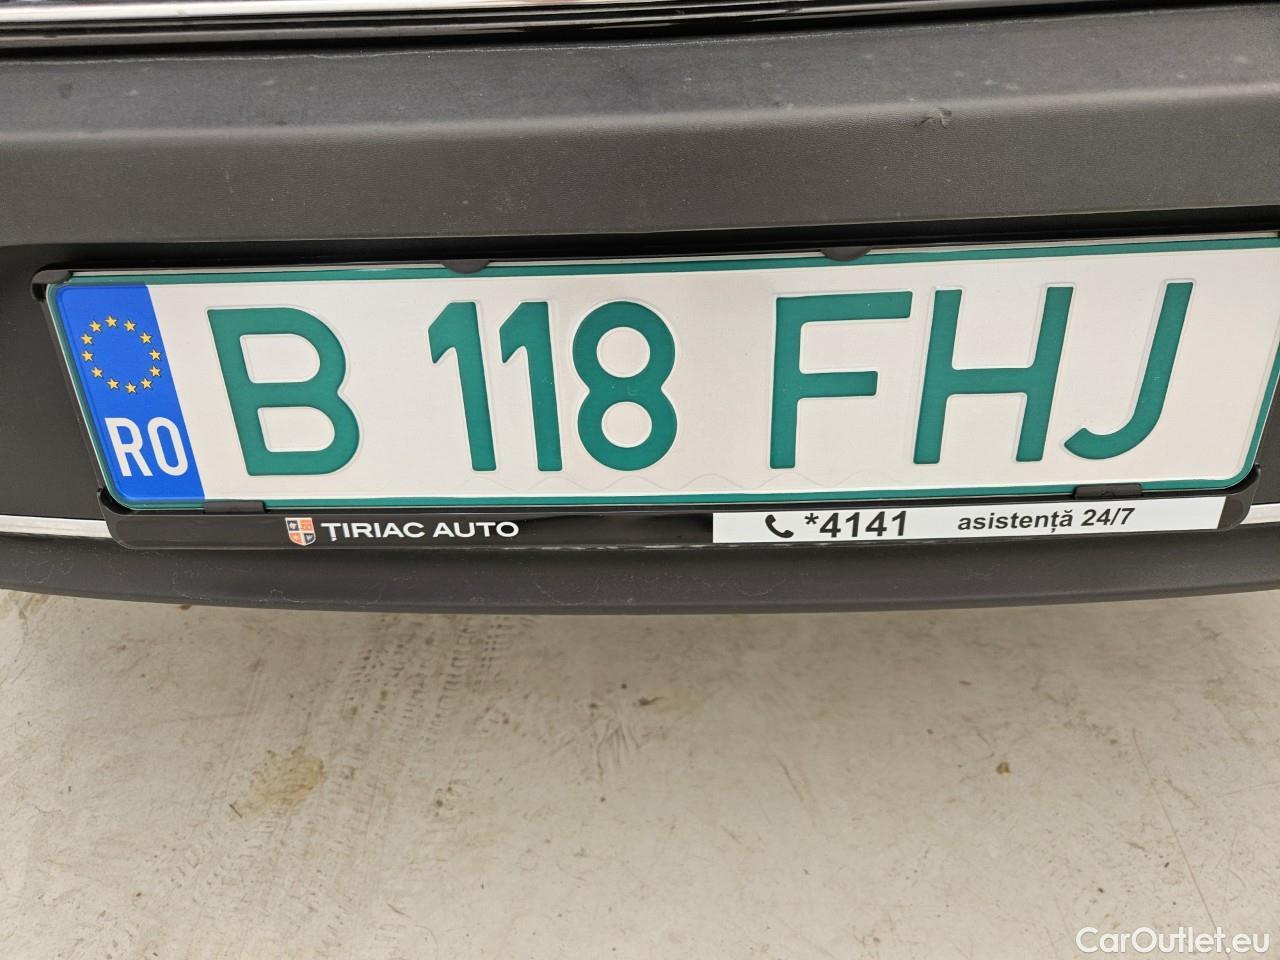 RO B 118 FHJ
ȚIRIAC AUTO *4141 asistență 24/7
CarOutlet.eu